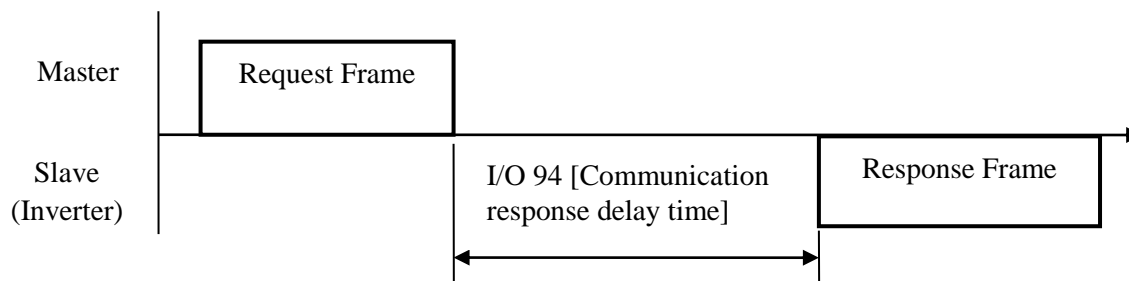 Master
Request Frame
Slave
(Inverter)
I/O 94 [Communication
response delay time]
Response Frame